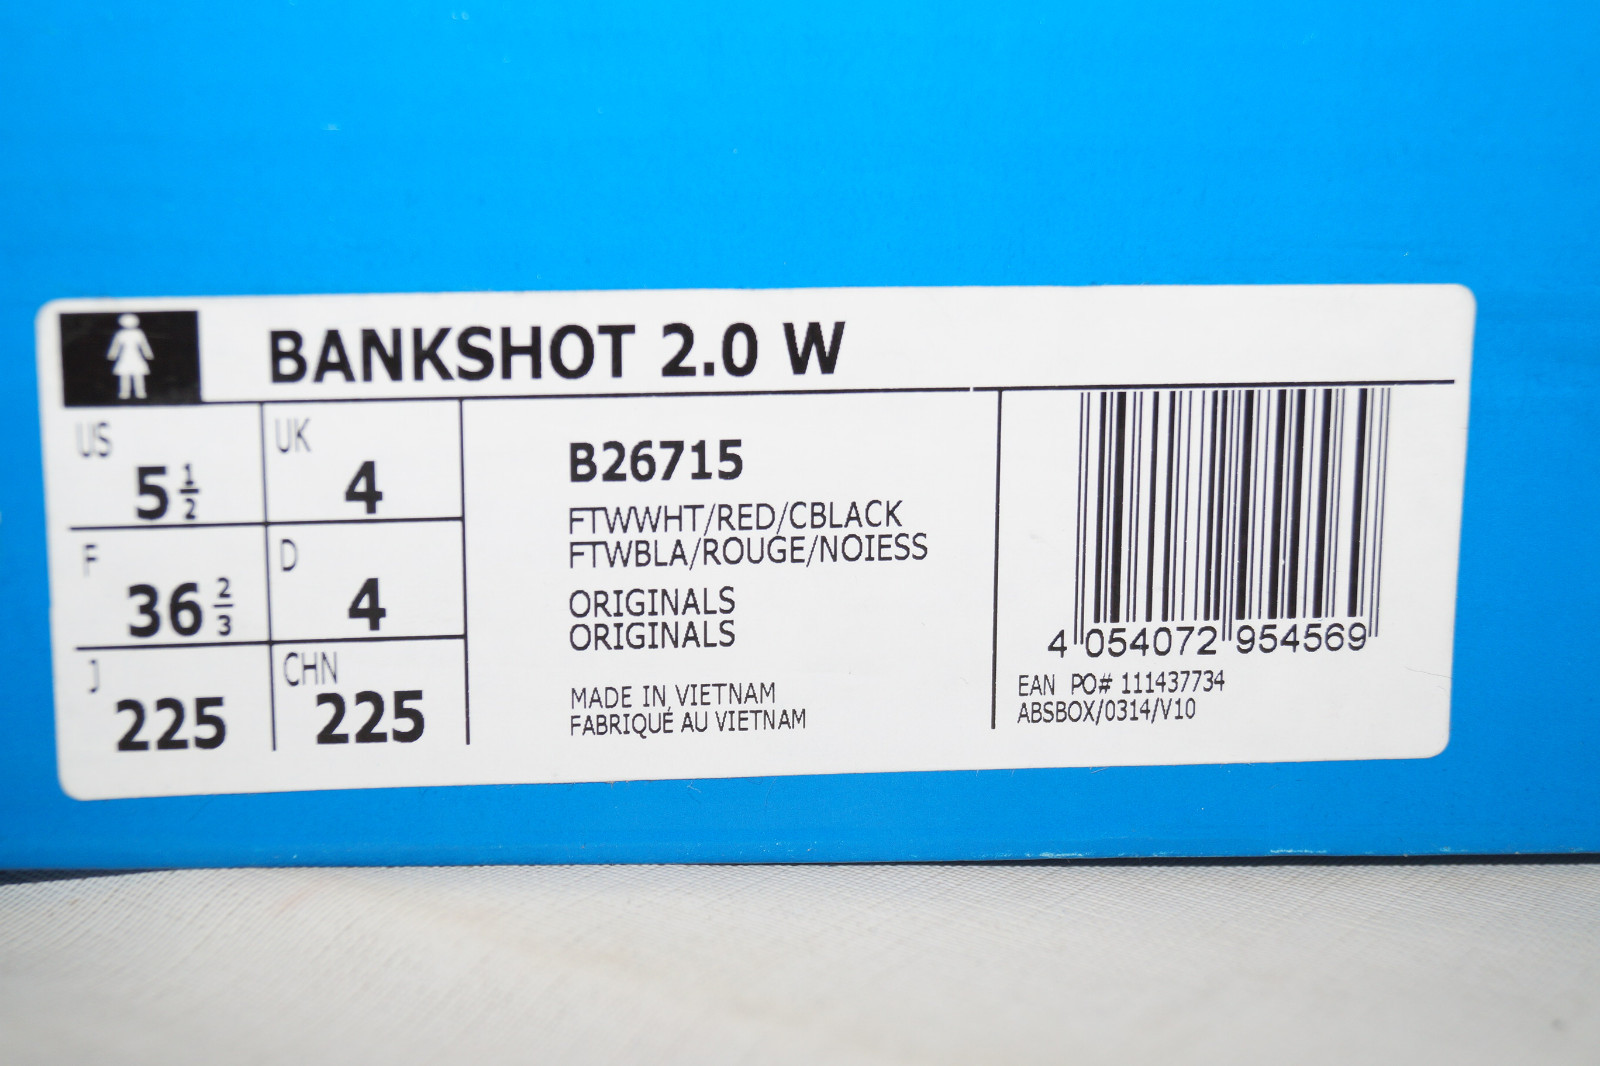 BANKSHOT 2.0 W
US
5 1/2
UK
4
F
36 2/3
D
4
J
225
CHN
225
B26715
FTWWHT/RED/CBLACK
FTWBLA/ROUGE/NOIESS
ORIGINALS
ORIGINALS
MADE IN VIETNAM
FABRIQUÉ AU VIETNAM
4 054072 954569
EAN PO# 111437734
ABSBOX/0314/V10